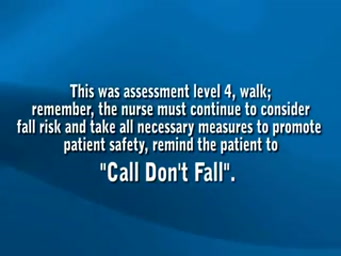 This was assessment level 4, walk;
remember, the nurse must continue to consider
fall risk and take all necessary measures to promote
patient safety, remind the patient to
"Call Don't Fall".